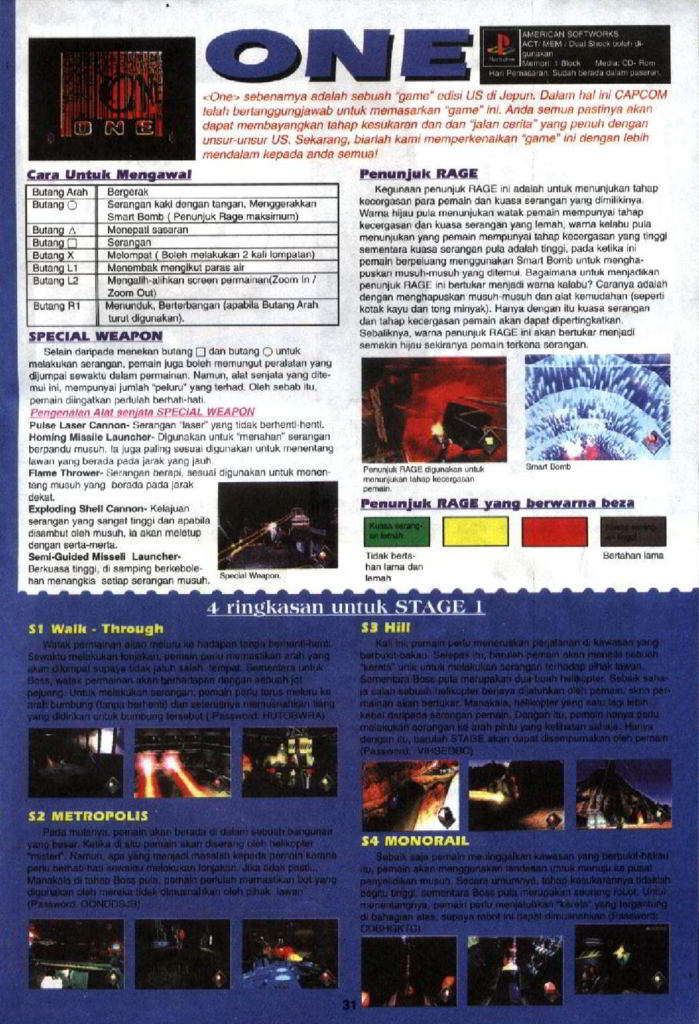 ONE
AMERICAN SOFTWORKS
ACT/ MEM / Dual Shock boleh di-
gunakan
Memori: 1 Block Media: CD- Rom
Hari Pemasaran: Sudah berada dalam pasaran.
<One> sebenarnya adalah sebuah "game" edisi US di Jepun. Dalam hal ini CAPCOM
telah bertanggungjawab untuk memasarkan "game" ini. Anda semua pastinya akan
dapat membayangkan tahap kesukaran dan dan "jalan cerita" yang penuh dengan
unsur-unsur US. Sekarang, biarlah kami memperkenalkan "game" ini dengan lebih
mendalam kepada anda semua!
Cara Untuk Mengawal
Butang Arah Bergerak
Butang ○ Serangan kaki dengan tangan, Menggerakkan
Smart Bomb ( Penunjuk Rage maksimum)
Butang △ Menepati sasaran
Butang □ Serangan
Butang X Melompat ( Boleh melakukan 2 kali lompatan)
Butang L1 Menembak mengikut paras air
Butang L2 Mengalih-alihkan screen permainan(Zoom In /
Zoom Out)
Butang R1 Menunduk, Berterbangan (apabila Butang Arah
turut digunakan).
SPECIAL WEAPON
Selain daripada menekan butang □ dan butang ○ untuk
melakukan serangan, pemain juga boleh memungut peralatan yang
dijumpai sewaktu dalam permainan. Namun, alat senjata yang dite-
mui ini, mempunyai jumlah "peluru" yang terhad. Oleh sebab itu,
pemain diingatkan perlulah berhati-hati.
Pengenalan Alat senjata SPECIAL WEAPON
Pulse Laser Cannon- Serangan "laser" yang tidak berhenti-henti.
Homing Missile Launcher- Digunakan untuk "menahan" serangan
berpandu musuh. Ia juga paling sesuai digunakan untuk menentang
lawan yang berada pada jarak yang jauh.
Flame Thrower- Serangan berapi, sesuai digunakan untuk menen-
tang musuh yang berada pada jarak
dekat.
Exploding Shell Cannon- Kelajuan
serangan yang sangat tinggi dan apabila
disambut oleh musuh, ia akan meletup
dengan serta-merta.
Semi-Guided Misseli Launcher-
Berkuasa tinggi, di samping berkebole-
han menangkis setiap serangan musuh.
Special Weapon.
Penunjuk RAGE
Kegunaan penunjuk RAGE ini adalah untuk menunjukan tahap
kecergasan para pemain dan kuasa serangan yang dimilikinya.
Warna hijau pula menunjukan watak pemain mempunyai tahap
kecergasan dan kuasa serangan yang lemah, warna kelabu pula
menunjukan yang pemain mempunyai tahap kecergasan yang tinggi
sementara kuasa serangan pula adalah tinggi, pada ketika ini
pemain berpeluang menggunakan Smart Bomb untuk mengha-
puskan musuh-musuh yang ditemui. Bagaimana untuk menjadikan
penunjuk RAGE ini bertukar menjadi warna kalabu? Caranya adalah
dengan menghapuskan musuh-musuh dan alat kemudahan (seperti
kotak kayu dan tong minyak). Hanya dengan itu kuasa serangan
dan tahap kecergasan pemain akan dapat dipertingkatkan.
Sebaliknya, warna penunjuk RAGE ini akan bertukar menjadi
semakin hijau sekiranya pemain terkena serangan.
Penunjuk RAGE digunakan untuk
menunjukan tahap kecergasan
pemain.
Smart Bomb
Penunjuk RAGE yang berwarna beza
Kuasa serang-
an lemah
Kuasa serang-
an tinggi
Tidak berta-
han lama dan
lemah
Bertahan lama
4 ringkasan untuk STAGE 1
S1 Walk - Through
Watak permainan akan meluru ke hadapan tanpa berhenti-henti.
Sewaktu melakukan lonjakan, pemain perlu memastikan arah yang
akan dilompat supaya tidak jatuh salah tempat. Sementara untuk
Boss, watak permainan akan berhadapan dengan sebuah jet
pejuang. Untuk melakukan serangan, pemain perlu terus meluru ke
arah bumbung (tanpa berhenti) dan seterusnya memusnahkan tiang
yang didirikan untuk bumbung tersebut ( Password: HUTOBWRA)
S2 METROPOLIS
Pada mulanya, pemain akan berada di dalam sebuah bangunan
yang besar. Ketika di situ pemain akan diserang oleh helikopter
"misteri". Namun, apa yang menjadi masalah kepada pemain kerana
perlu berhati-hati sewaktu melakukan lonjakan. Jika tidak pasti...
Manakala di tahap Boss pula, pemain perlulah memastikan bot yang
digunakan oleh mereka tidak dimusnahkan oleh pihak lawan
(Password: OONDDSJB)
S3 Hill
Kali ini, pemain perlu meneruskan perjalanan di kawasan yang
berbukit-bakau. Selepas itu, barulah pemain akan menaiki sebuah
"kereta" unik untuk melakukan serangan terhadap pihak lawan.
Sementara Boss pula merupakan dua buah helikopter. Sebaik saha-
ja salah sebuah helikopter berjaya dijatuhkan oleh pemain, skrin per-
mainan akan bertukar. Manakala, helikopter yang satu lagi lebih
kebal daripada serangan pemain. Dengan itu, pemain hanya perlu
melakukan serangan ke arah pintu yang kelihatan sahaja. Hanya
dengan itu, barulah STAGE akan dapat disempurnakan oleh pemain
(Password: VIHSEDBC)
S4 MONORAIL
Sebaik saja pemain meninggalkan kawasan yang berbukit-bakau
itu, pemain akan menggunakan landasan untuk menuju ke pusat
penyelidikan musuh. Secara umumnya, tahap kesukarannya tidaklah
begitu tinggi, sementara Boss pula merupakan seorang robot. Untuk
menentangnya, pemain perlu menjatuhkan "kereta" yang tergantung
di bahagian atas, supaya robot ini dapat dimusnahkan (Password:
31